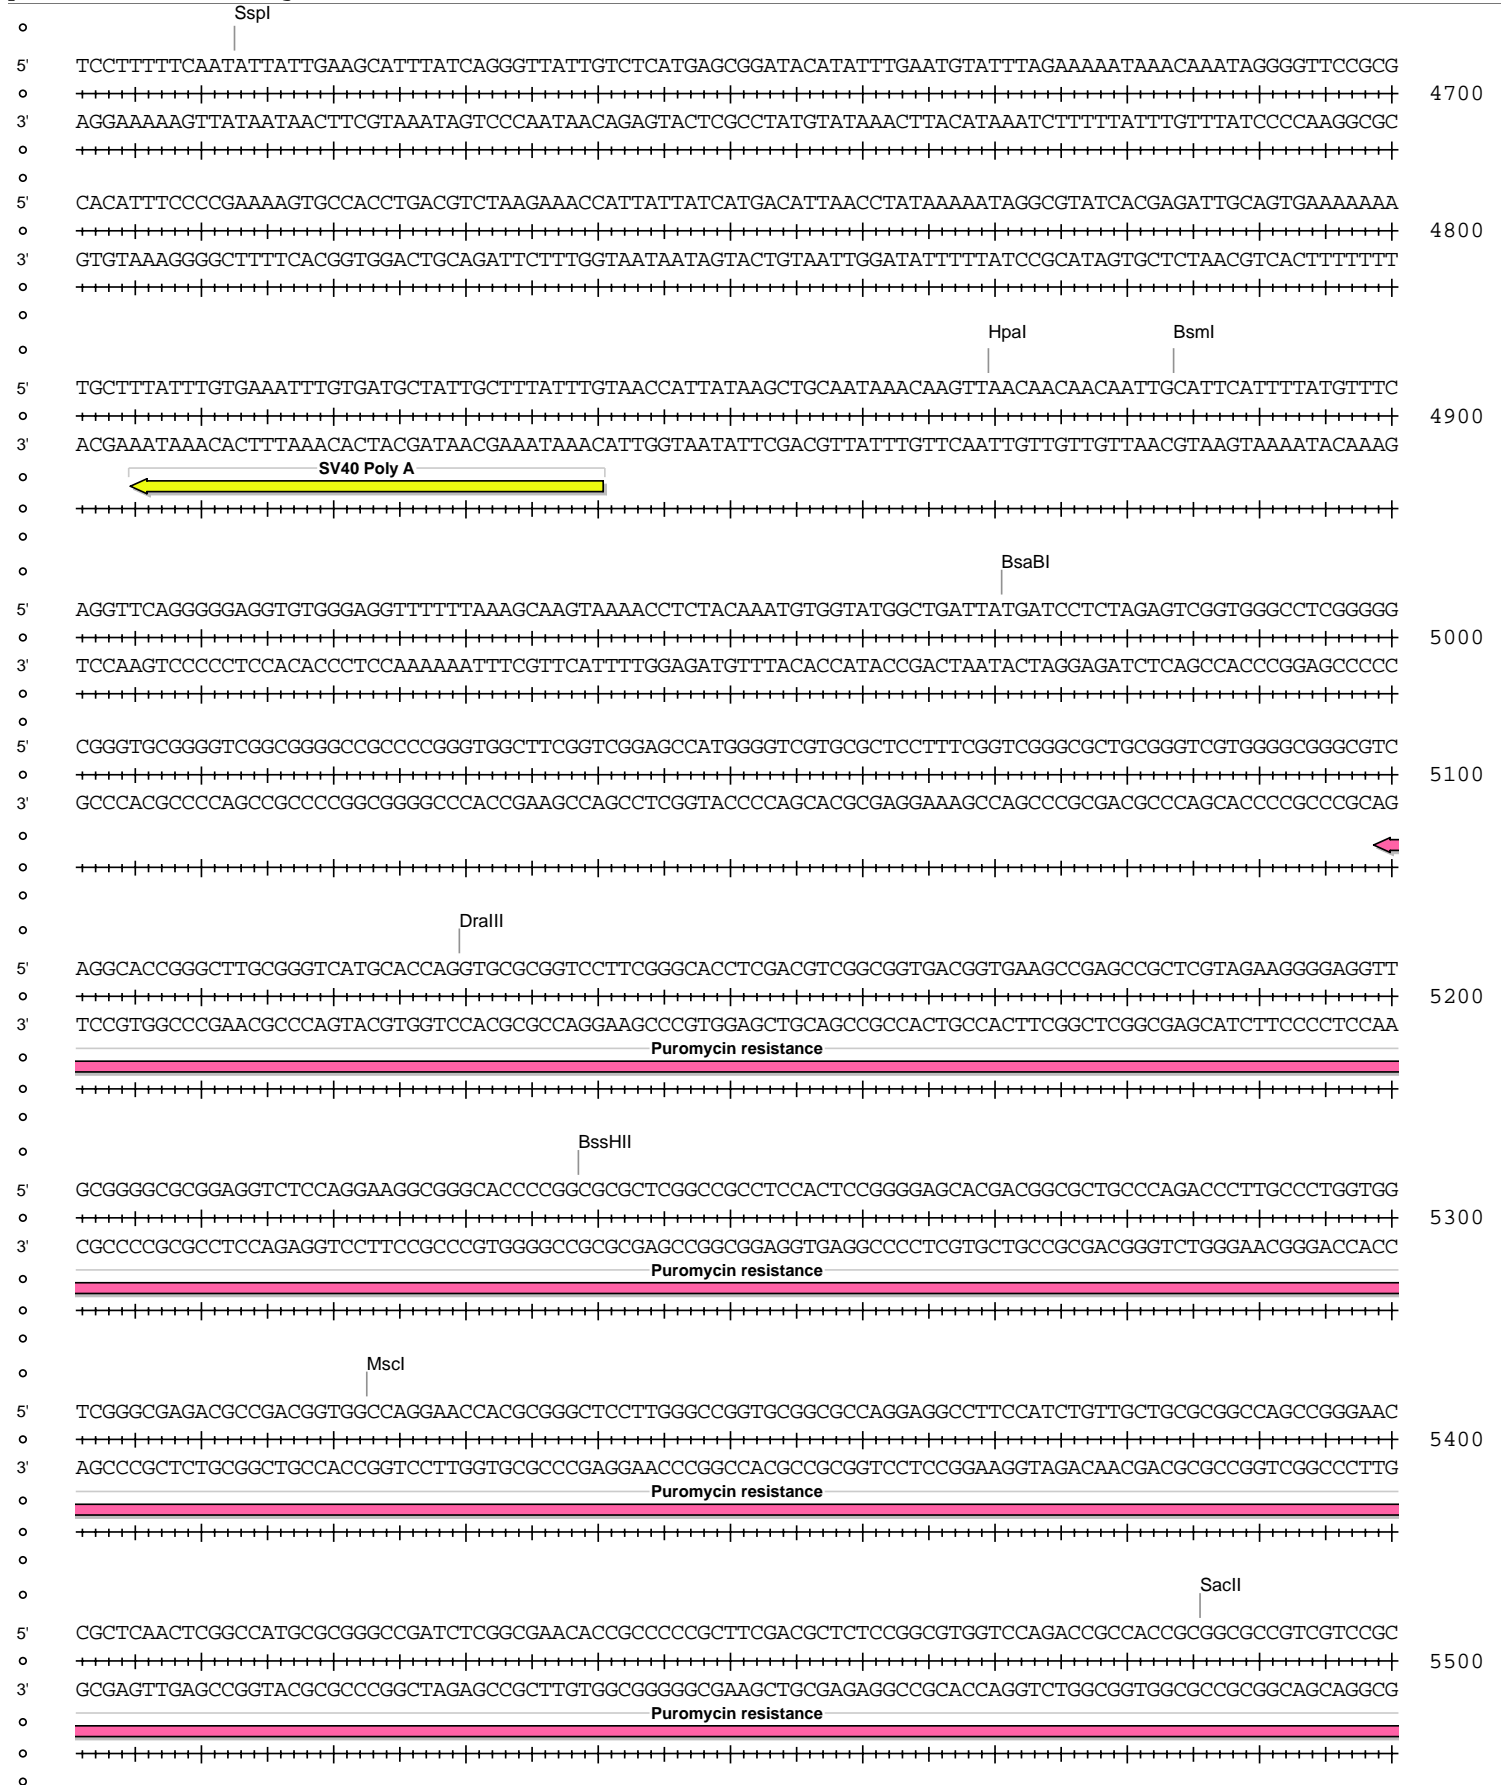 SspI
5' TCCTTTTTCAATATTATTGAAGCATTTATCAGGGTTATTGTCTCATGAGCGGATACATATTTGAATGTATTTAGAAAAATAAACAAATAGGGGTTCCGCG
4700
3' AGGAAAAAGTTATAATAACTTCGTAAATAGTCCCAATAACAGAGTACTCGCCTATGTATAAACTTACATAAATCTTTTTATTTGTTTATCCCCAAGGCGC
5' CACATTTCCCCGAAAAGTGCCACCTGACGTCTAAGAAACCATTATTATCATGACATTAACCTATAAAAATAGGCGTATCACGAGATTGCAGTGAAAAAAA
4800
3' GTGTAAAGGGGCTTTTCACGGTGGACTGCAGATTCTTTGGTAATAATAGTACTGTAATTGGATATTTTTATCCGCATAGTGCTCTAACGTCACTTTTTTT
HpaI BsmI
5' TGCTTTATTTGTGAAATTTGTGATGCTATTGCTTTATTTGTAACCATTATAAGCTGCAATAAACAAGTTAACAACAACAATTGCATTCATTTTATGTTTC
4900
3' ACGAAATAAACACTTTAAACACTACGATAACGAAATAAACATTGGTAATATTCGACGTTATTTGTTCAATTGTTGTTGTTAACGTAAGTAAAATACAAAG
SV40 Poly A
BsaBI
5' AGGTTCAGGGGGAGGTGTGGGAGGTTTTTTAAAGCAAGTAAAACCTCTACAAATGTGGTATGGCTGATTATGATCCTCTAGAGTCGGTGGGCCTCGGGGG
5000
3' TCCAAGTCCCCCTCCACACCCTCCAAAAAATTTCGTTCATTTTGGAGATGTTTACACCATACCGACTAATACTAGGAGATCTCAGCCACCCGGAGCCCCC
5' CGGGTGCGGGGTCGGCGGGGCCGCCCCGGGTGGCTTCGGTCGGAGCCATGGGGTCGTGCGCTCCTTTCGGTCGGGCGCTGCGGGTCGTGGGGCGGGCGTC
5100
3' GCCCACGCCCCAGCCGCCCCGGCGGGGCCCACCGAAGCCAGCCTCGGTACCCCAGCACGCGAGGAAAGCCAGCCCGCGACGCCCAGCACCCCGCCCGCAG
DraIII
5' AGGCACCGGGCTTGCGGGTCATGCACCAGGTGCGCGGTCCTTCGGGCACCTCGACGTCGGCGGTGACGGTGAAGCCGAGCCGCTCGTAGAAGGGGAGGTT
5200
3' TCCGTGGCCCGAACGCCCAGTACGTGGTCCACGCGCCAGGAAGCCCGTGGAGCTGCAGCCGCCACTGCCACTTCGGCTCGGCGAGCATCTTCCCCTCCAA
Puromycin resistance
BssHII
5' GCGGGGCGCGGAGGTCTCCAGGAAGGCGGGCACCCCGGCGCGCTCGGCCGCCTCCACTCCGGGGAGCACGACGGCGCTGCCCAGACCCTTGCCCTGGTGG
5300
3' CGCCCCGCGCCTCCAGAGGTCCTTCCGCCCGTGGGGCCGCGCGAGCCGGCGGAGGTGAGGCCCCTCGTGCTGCCGCGACGGGTCTGGGAACGGGACCACC
Puromycin resistance
MscI
5' TCGGGCGAGACGCCGACGGTGGCCAGGAACCACGCGGGCTCCTTGGGCCGGTGCGGCGCCAGGAGGCCTTCCATCTGTTGCTGCGCGGCCAGCCGGGAAC
5400
3' AGCCCGCTCTGCGGCTGCCACCGGTCCTTGGTGCGCCCGAGGAACCCGGCCACGCCGCGGTCCTCCGGAAGGTAGACAACGACGCGCCGGTCGGCCCTTG
Puromycin resistance
SacII
5' CGCTCAACTCGGCCATGCGCGGGCCGATCTCGGCGAACACCGCCCCCGCTTCGACGCTCTCCGGCGTGGTCCAGACCGCCACCGCGGCGCCGTCGTCCGC
5500
3' GCGAGTTGAGCCGGTACGCGCCCGGCTAGAGCCGCTTGTGGCGGGGGCGAAGCTGCGAGAGGCCGCACCAGGTCTGGCGGTGGCGCCGCGGCAGCAGGCG
Puromycin resistance